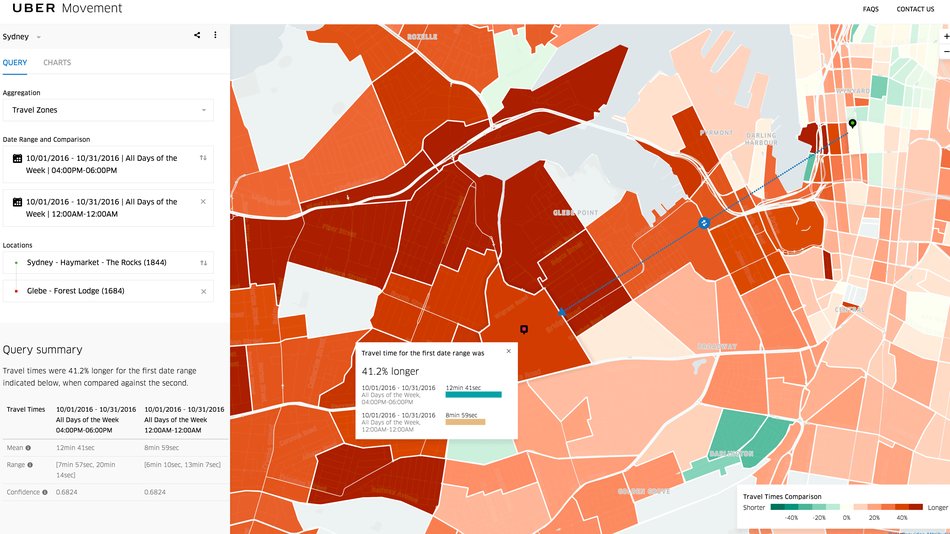 UBER Movement
FAQS
CONTACT US
Sydney
QUERY
CHARTS
Aggregation
Travel Zones
Date Range and Comparison
10/01/2016 - 10/31/2016 | All Days of the
Week | 04:00PM-06:00PM
10/01/2016 - 10/31/2016 | All Days of the
Week | 12:00AM-12:00AM
Locations
Sydney - Haymarket - The Rocks (1844)
Glebe - Forest Lodge (1684)
Query summary
Travel times were 41.2% longer for the first date range
indicated below, when compared against the second.
Travel Times
10/01/2016 - 10/31/2016
All Days of the Week
04:00PM-06:00PM
10/01/2016 - 10/31/2016
All Days of the Week
12:00AM-12:00AM
Mean
12min 41sec
8min 59sec
Range
[7min 57sec, 20min
14sec]
[6min 10sec, 13min 7sec]
Confidence
0.6824
0.6824
ROZELLE
PYRMONT
DARLING
HARBOUR
GLEBE POINT
BROADWAY
DARLINGTON
GOLDEN GROVE
Travel time for the first date range was
41.2% longer
10/01/2016 - 10/31/2016
All Days of the Week,
04:00PM-06:00PM
12min 41sec
10/01/2016 - 10/31/2016
All Days of the Week,
12:00AM-12:00AM
8min 59sec
Travel Times Comparison
Shorter
Longer
-40%
-20%
0%
20%
40%